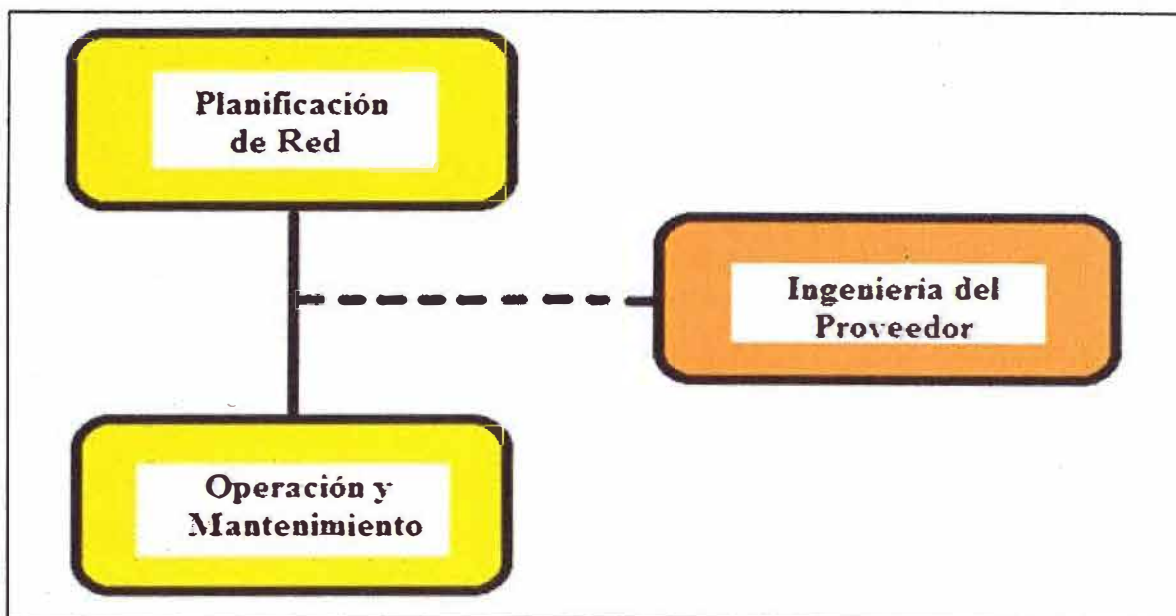 Planificación
de Red
Ingenieria del
Proveedor
Operación y
Mantenimiento